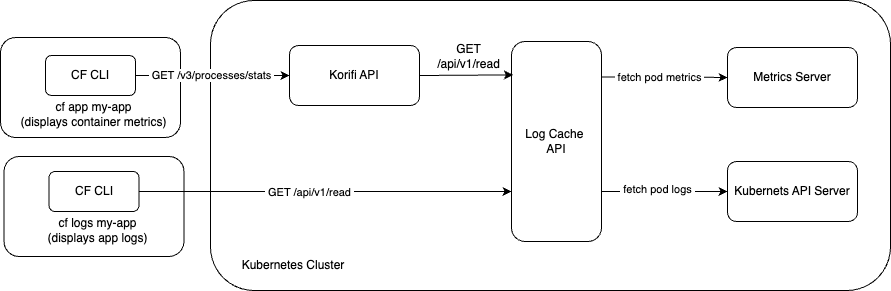 CF CLI
cf app my-app
(displays container metrics)
GET /v3/processes/stats
Korifi API
GET
/api/v1/read
Log Cache
API
fetch pod metrics
Metrics Server
CF CLI
cf logs my-app
(displays app logs)
GET /api/v1/read
fetch pod logs
Kubernets API Server
Kubernetes Cluster